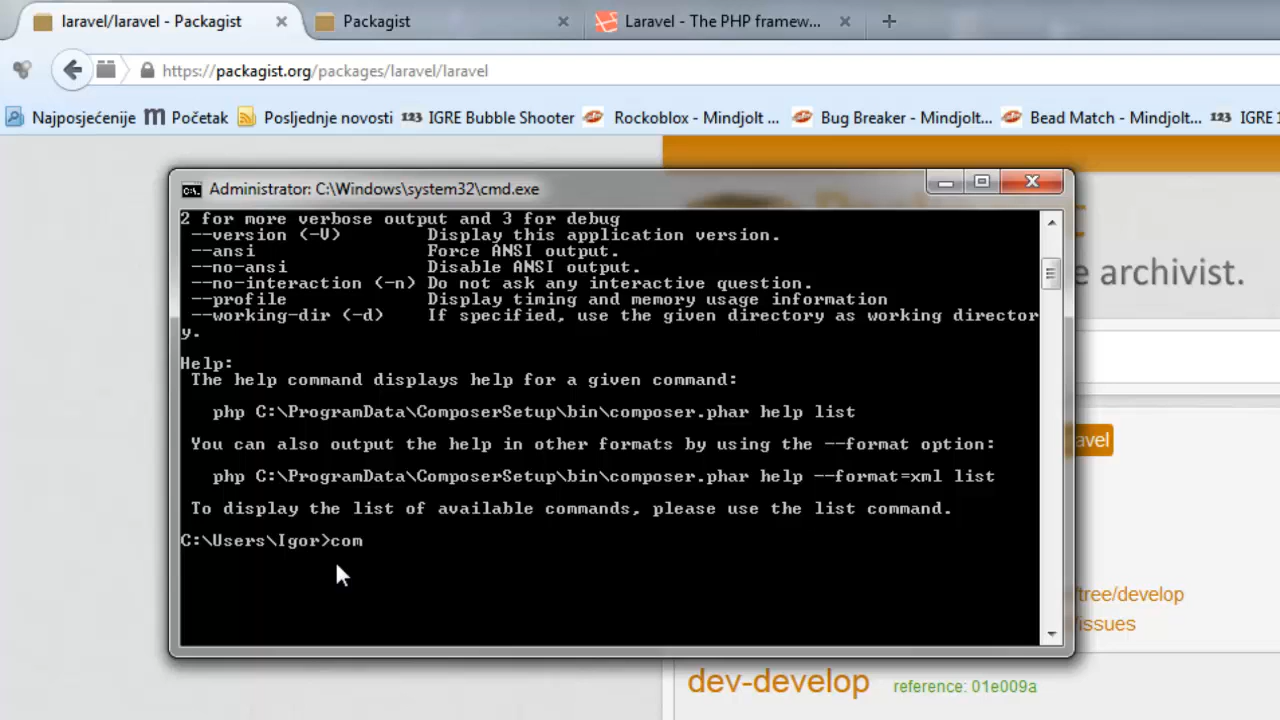 laravel/laravel - Packagist
Packagist
Laravel - The PHP framew...
https://packagist.org/packages/laravel/laravel
Najposjećenije
Početak
Posljednje novosti
123 IGRE Bubble Shooter
Rockoblox - Mindjolt ...
Bug Breaker - Mindjolt...
Bead Match - Mindjolt...
123 IGRE 1
e archivist.
Administrator: C:\Windows\system32\cmd.exe
2 for more verbose output and 3 for debug
--version (-V) Display this application version.
--ansi Force ANSI output.
--no-ansi Disable ANSI output.
--no-interaction (-n) Do not ask any interactive question.
--profile Display timing and memory usage information
--working-dir (-d) If specified, use the given directory as working director
y.
Help:
The help command displays help for a given command:
php C:\ProgramData\ComposerSetup\bin\composer.phar help list
You can also output the help in other formats by using the --format option:
php C:\ProgramData\ComposerSetup\bin\composer.phar help --format=xml list
To display the list of available commands, please use the list command.
C:\Users\Igor>com
avel
/tree/develop
/issues
dev-develop reference: 01e009a